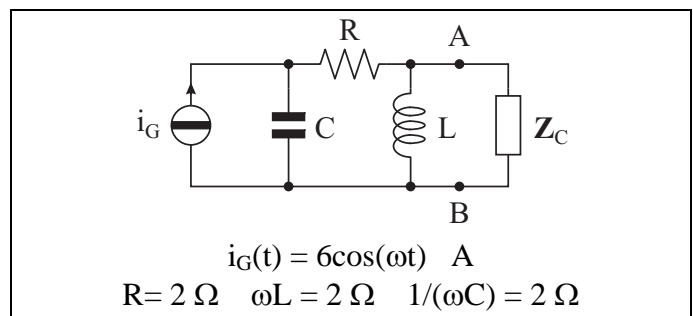 R
A
i_G
C
L
Z_C
B
i_G(t) = 6cos(ωt) A
R= 2 Ω ωL = 2 Ω 1/(ωC) = 2 Ω